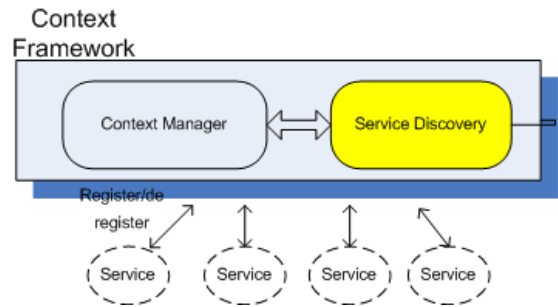 Context
Framework
Context Manager
Service Discovery
Register/de
register
Service
Service
Service
Service